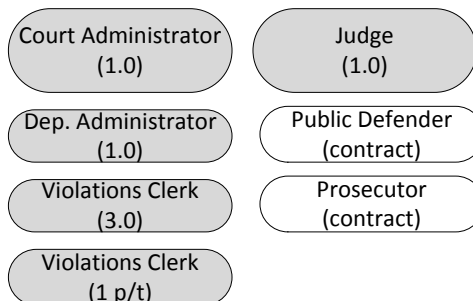 Court Administrator
(1.0)
Judge
(1.0)
Dep. Administrator
(1.0)
Public Defender
(contract)
Violations Clerk
(3.0)
Prosecutor
(contract)
Violations Clerk
(1 p/t)